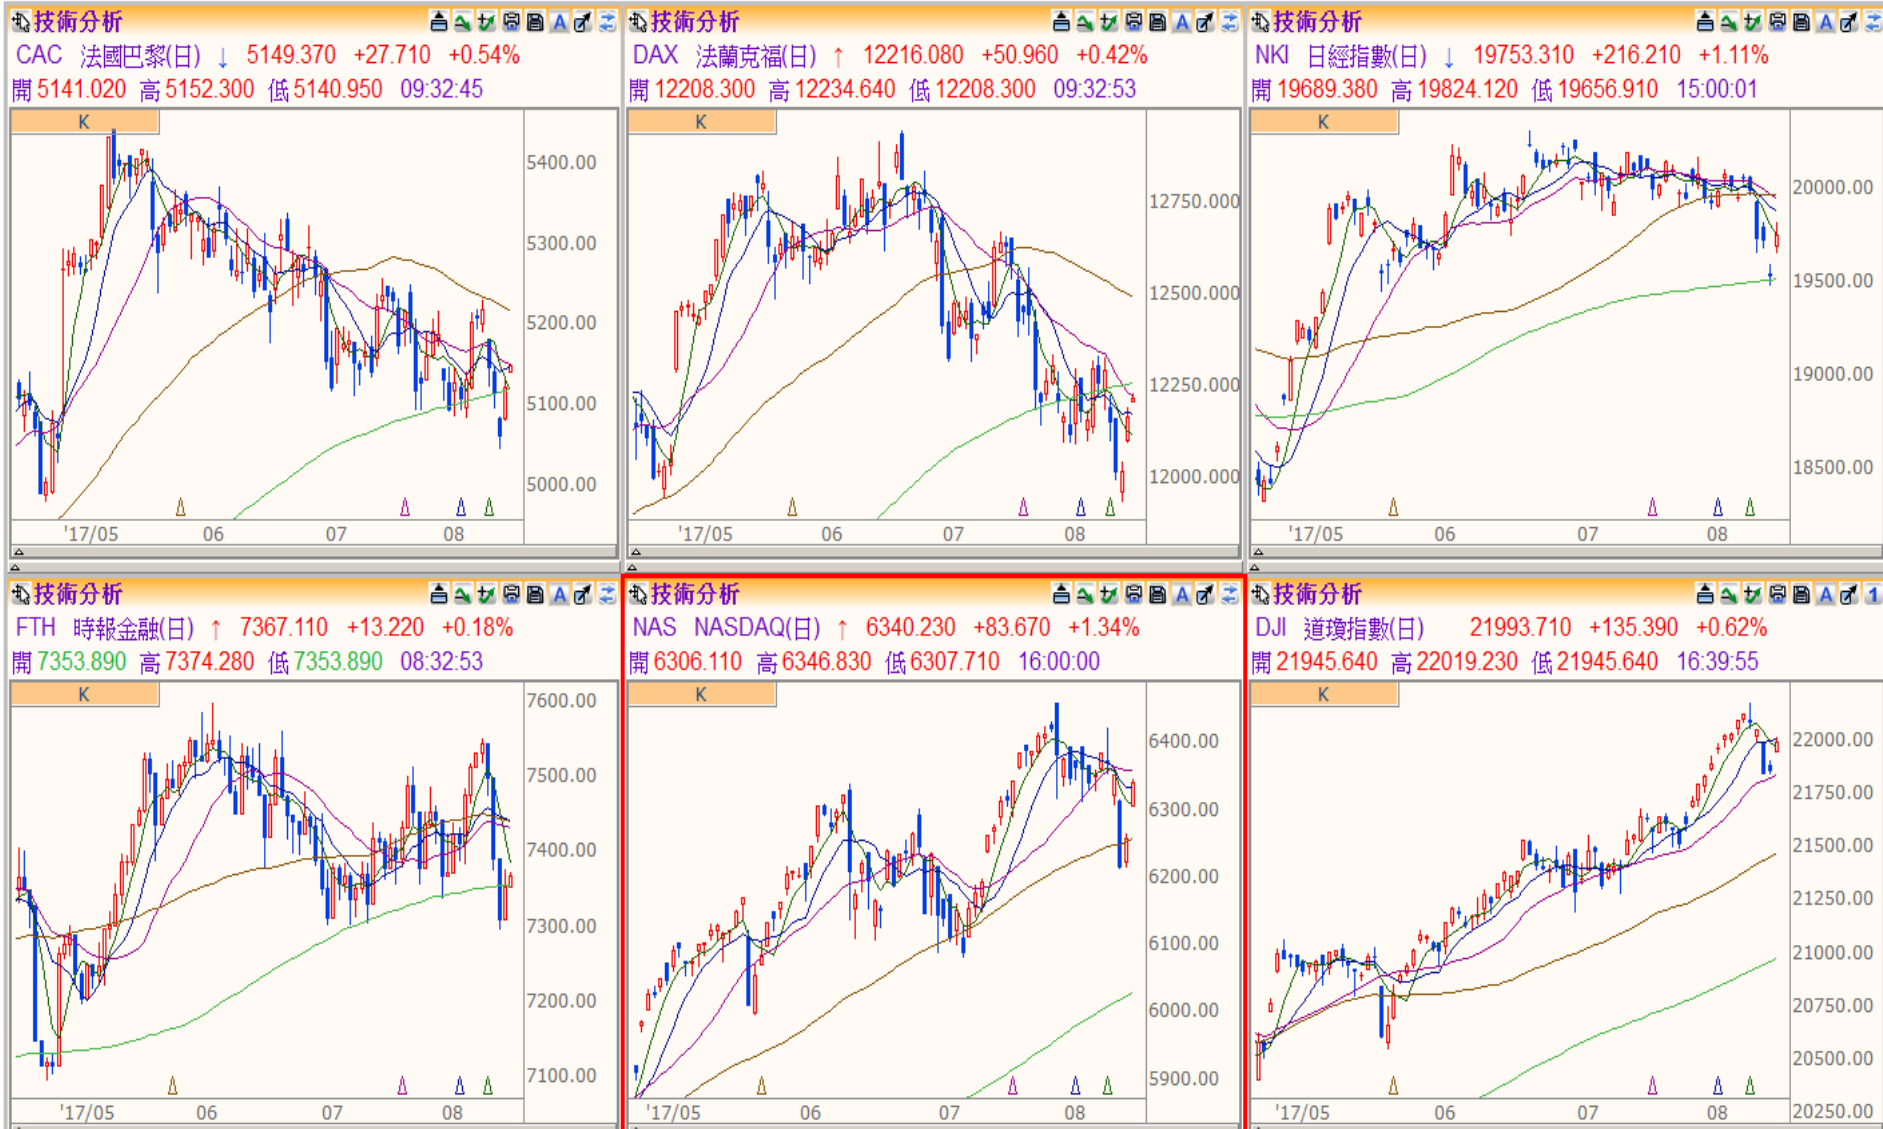 技術分析
CAC 法國巴黎(日) ↓ 5149.370 +27.710 +0.54%
開 5141.020 高 5152.300 低 5140.950 09:32:45
K
5400.00
5300.00
5200.00
5100.00
5000.00
'17/05 06 07 08
技術分析
DAX 法蘭克福(日) ↑ 12216.080 +50.960 +0.42%
開 12208.300 高 12234.640 低 12208.300 09:32:53
K
12750.000
12500.000
12250.000
12000.000
'17/05 06 07 08
技術分析
NKI 日經指數(日) ↓ 19753.310 +216.210 +1.11%
開 19689.380 高 19824.120 低 19656.910 15:00:01
K
20000.00
19500.00
19000.00
18500.00
'17/05 06 07 08
技術分析
FTH 時報金融(日) ↑ 7367.110 +13.220 +0.18%
開 7353.890 高 7374.280 低 7353.890 08:32:53
K
7600.00
7500.00
7400.00
7300.00
7200.00
7100.00
'17/05 06 07 08
技術分析
NAS NASDAQ(日) ↑ 6340.230 +83.670 +1.34%
開 6306.110 高 6346.830 低 6307.710 16:00:00
K
6400.00
6300.00
6200.00
6100.00
6000.00
5900.00
'17/05 06 07 08
技術分析
DJI 道瓊指數(日) 21993.710 +135.390 +0.62%
開 21945.640 高 22019.230 低 21945.640 16:39:55
K
22000.00
21750.00
21500.00
21250.00
21000.00
20750.00
20500.00
20250.00
'17/05 06 07 08